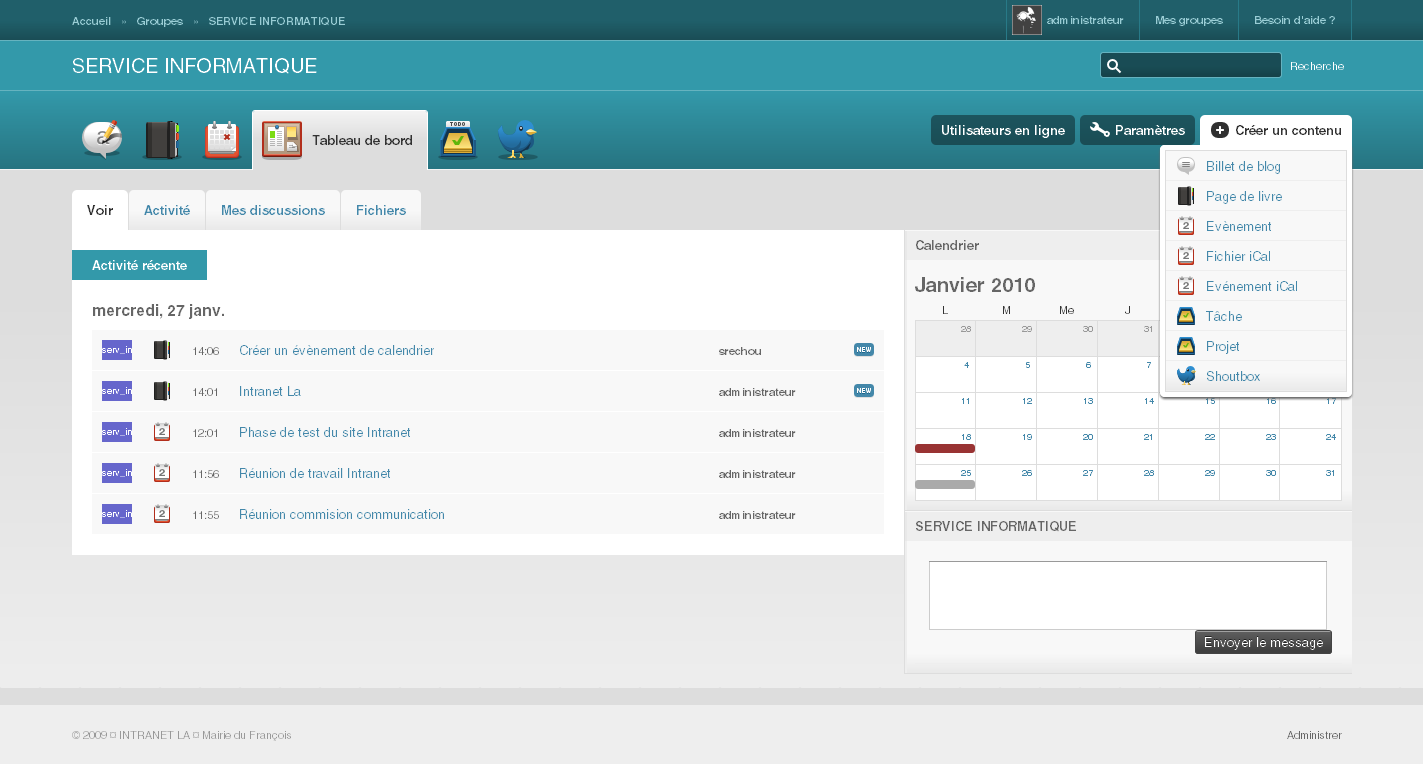 Accueil » Groupes » SERVICE INFORMATIQUE
administrateur
Mes groupes
Besoin d'aide ?
SERVICE INFORMATIQUE
Recherche
Tableau de bord
TODO
Utilisateurs en ligne
Paramètres
Créer un contenu
Billet de blog
Page de livre
2 Evènement
2 Fichier iCal
2 Evénement iCal
Tâche
Projet
Shoutbox
Voir
Activité
Mes discussions
Fichiers
Activité récente
mercredi, 27 janv.
serv_in 14:06 Créer un évènement de calendrier srechou NEW
serv_in 14:01 Intranet La administrateur NEW
serv_in 2 12:01 Phase de test du site Intranet administrateur
serv_in 2 11:56 Réunion de travail Intranet administrateur
serv_in 2 11:55 Réunion commision communication administrateur
Calendrier
Janvier 2010
L M Me J
28 29 30 31
4 5 6 7
11 12 13 14 15 16 17
18 19 20 21 22 23 24
25 26 27 28 29 30 31
SERVICE INFORMATIQUE
Envoyer le message
© 2009 ¤ INTRANET LA ¤ Mairie du François
Administrer